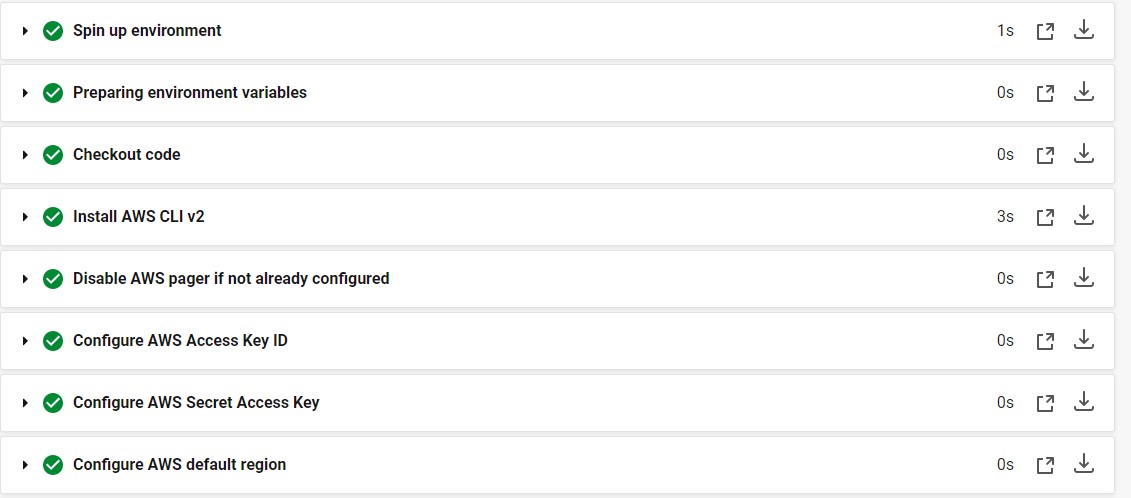 Spin up environment 1s
Preparing environment variables 0s
Checkout code 0s
Install AWS CLI v2 3s
Disable AWS pager if not already configured 0s
Configure AWS Access Key ID 0s
Configure AWS Secret Access Key 0s
Configure AWS default region 0s